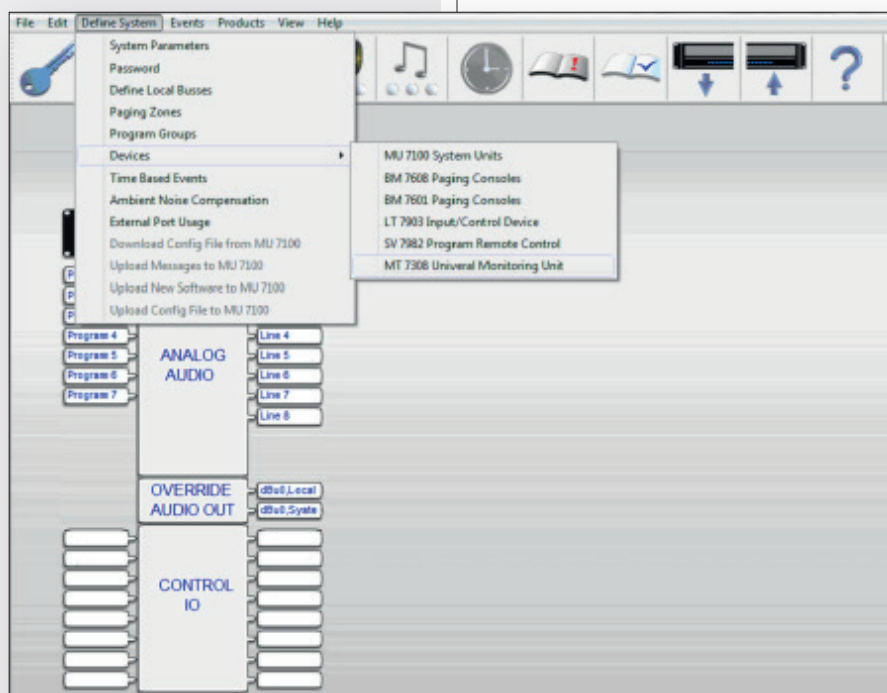 File Edit Define System Events Products View Help
System Parameters
Password
Define Local Busses
Paging Zones
Program Groups
Devices
Time Based Events
Ambient Noise Compensation
External Port Usage
Download Config File from MU 7100
Upload Messages to MU 7100
Upload New Software to MU 7100
Upload Config File to MU 7100
MU 7100 System Units
BM 7608 Paging Consoles
BM 7601 Paging Consoles
LT 7903 Input/Control Device
SV 7982 Program Remote Control
MT 7308 Univeral Monitoring Unit
P
P
P
Program 4
Program 5
Program 6
Program 7
ANALOG
AUDIO
Line 4
Line 5
Line 6
Line 7
Line 8
OVERRIDE
AUDIO OUT
dBu0,Local
dBu0,Syste
CONTROL
IO